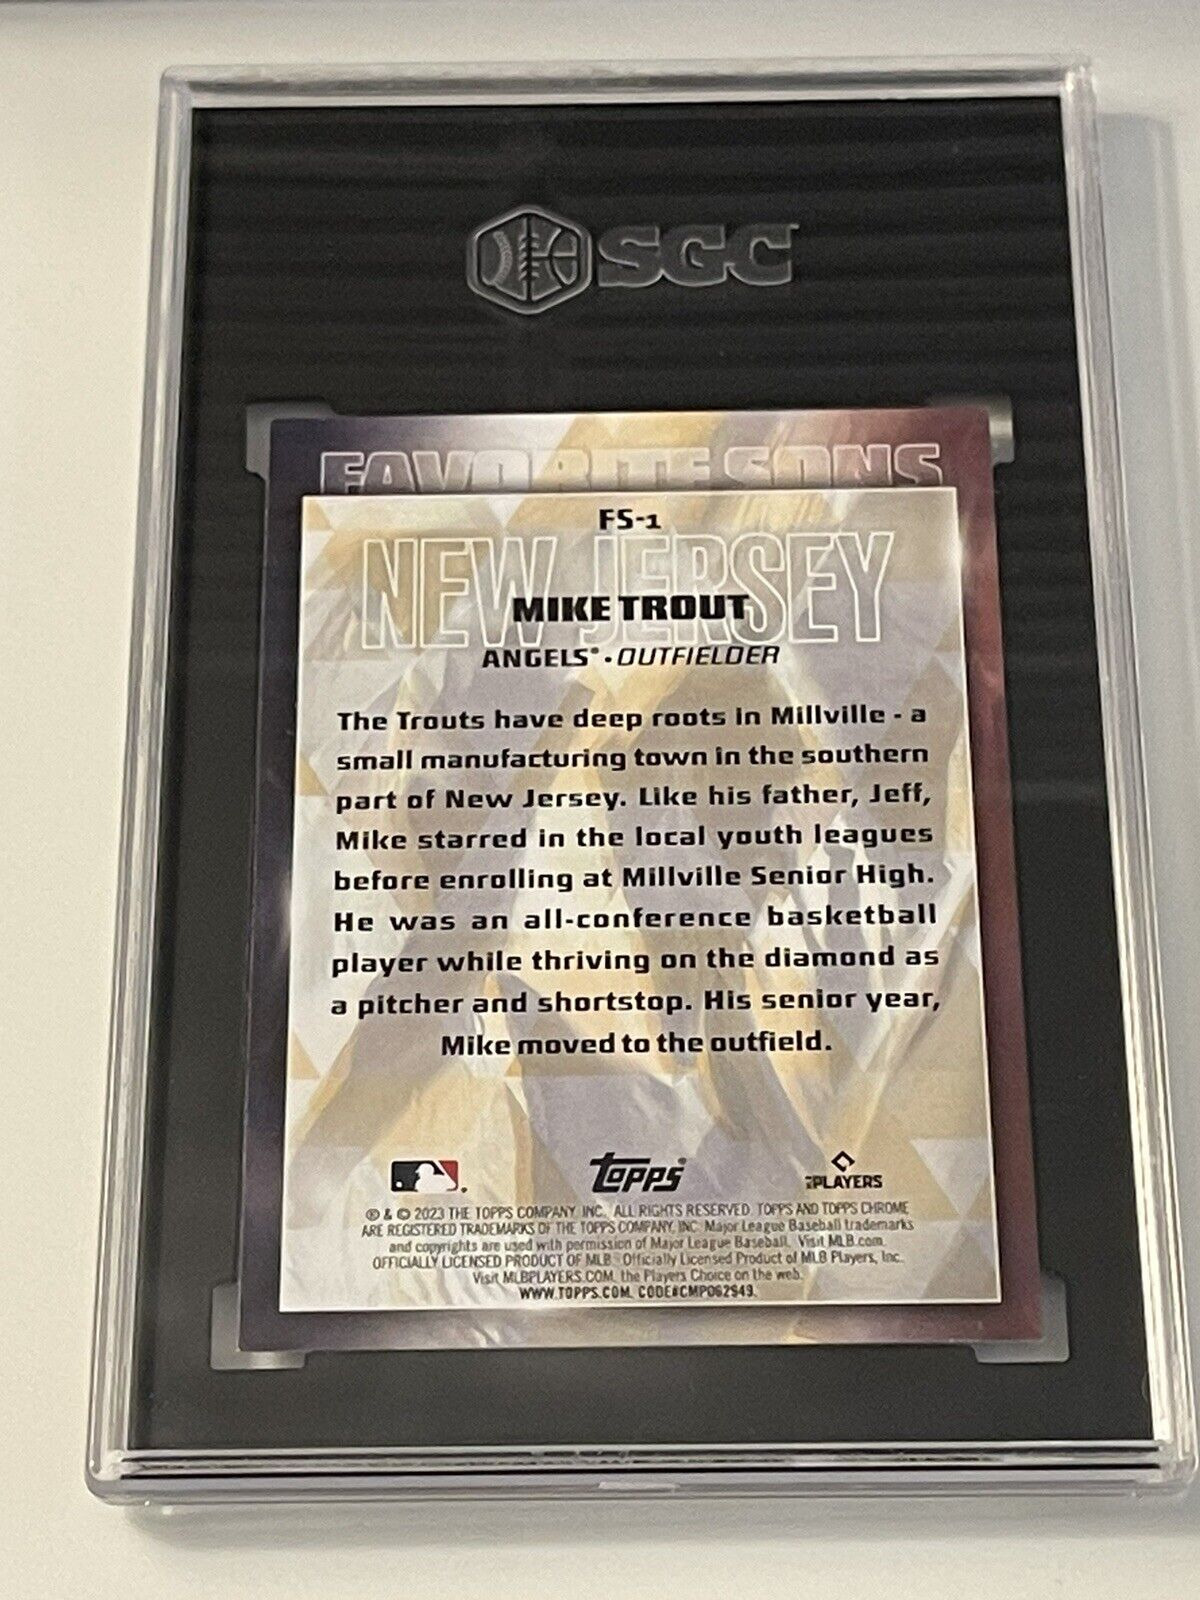 SGC
FAVORITE SONS
FS-1
NEW JERSEY
MIKE TROUT
ANGELS® • OUTFIELDER
The Trouts have deep roots in Millville - a
small manufacturing town in the southern
part of New Jersey. Like his father, Jeff,
Mike starred in the local youth leagues
before enrolling at Millville Senior High.
He was an all-conference basketball
player while thriving on the diamond as
a pitcher and shortstop. His senior year,
Mike moved to the outfield.
Topps
MLB PLAYERS
® & © 2023 THE TOPPS COMPANY, INC. ALL RIGHTS RESERVED. TOPPS AND TOPPS CHROME
ARE REGISTERED TRADEMARKS OF THE TOPPS COMPANY, INC. Major League Baseball trademarks
and copyrights are used with permission of Major League Baseball. Visit MLB.com.
OFFICIALLY LICENSED PRODUCT OF MLB Officially Licensed Product of MLB Players, Inc.
Visit MLBPLAYERS.COM, the Players Choice on the web.
WWW.TOPPS.COM. CODE#CMP062949.